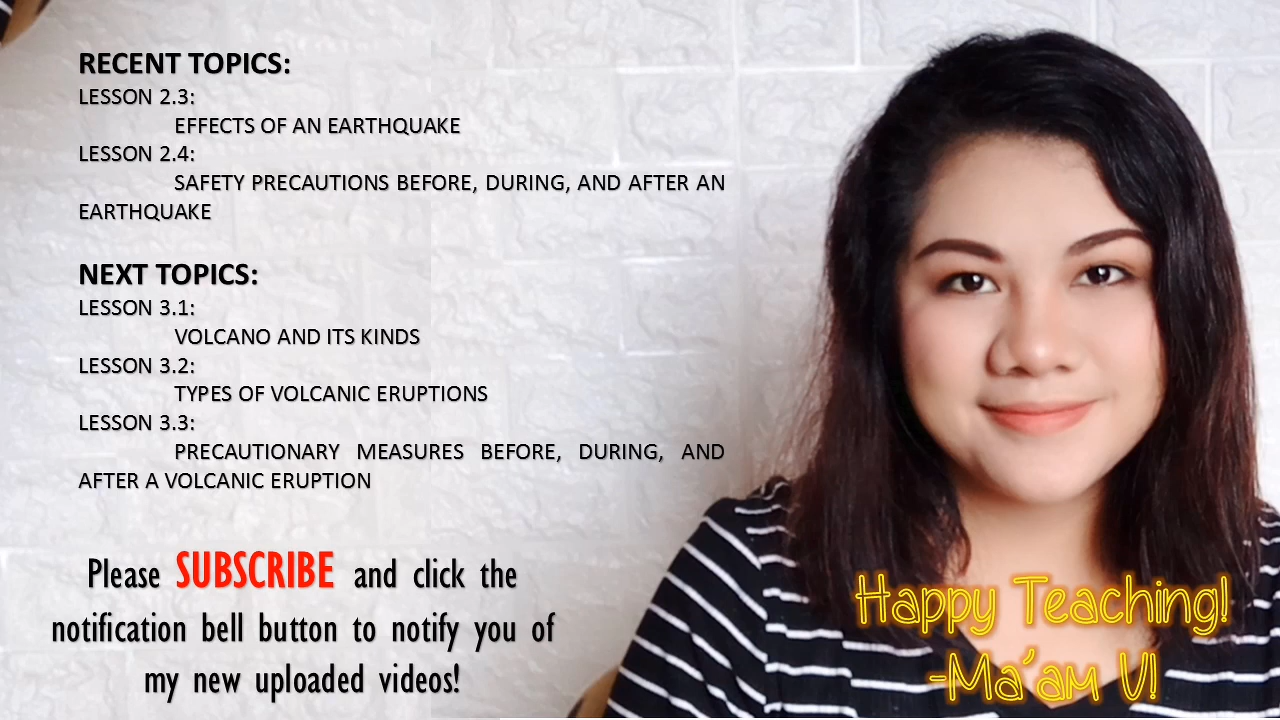 RECENT TOPICS:
LESSON 2.3:
EFFECTS OF AN EARTHQUAKE
LESSON 2.4:
SAFETY PRECAUTIONS BEFORE, DURING, AND AFTER AN
EARTHQUAKE
NEXT TOPICS:
LESSON 3.1:
VOLCANO AND ITS KINDS
LESSON 3.2:
TYPES OF VOLCANIC ERUPTIONS
LESSON 3.3:
PRECAUTIONARY MEASURES BEFORE, DURING, AND
AFTER A VOLCANIC ERUPTION
Please SUBSCRIBE and click the
notification bell button to notify you of
my new uploaded videos!
Happy Teaching!
-Ma'am V!